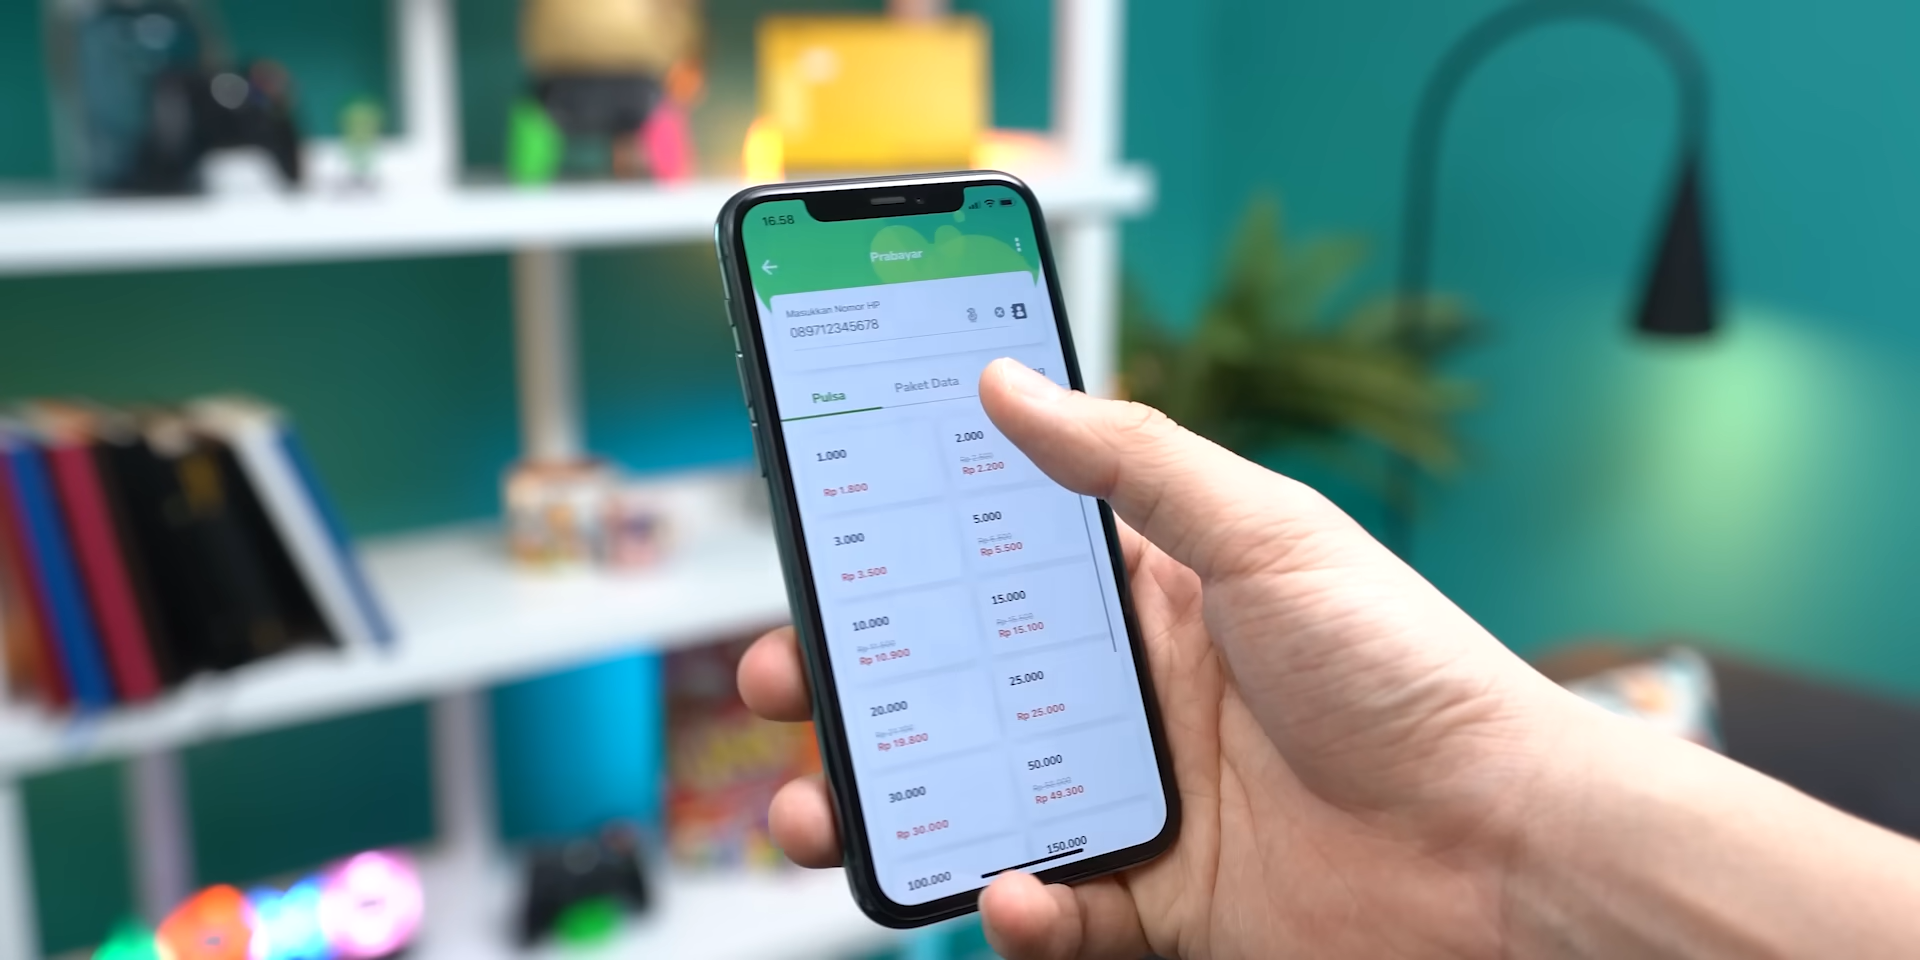 16.58
Prabayar
Masukkan Nomor HP
089712345678
Pulsa
Paket Data
1.000
Rp 1.800
2.000
Rp 2.200
3.000
Rp 3.500
5.000
Rp 5.500
10.000
Rp 10.900
15.000
Rp 15.100
20.000
Rp 19.800
25.000
Rp 25.000
30.000
Rp 30.000
50.000
Rp 49.300
100.000
150.000